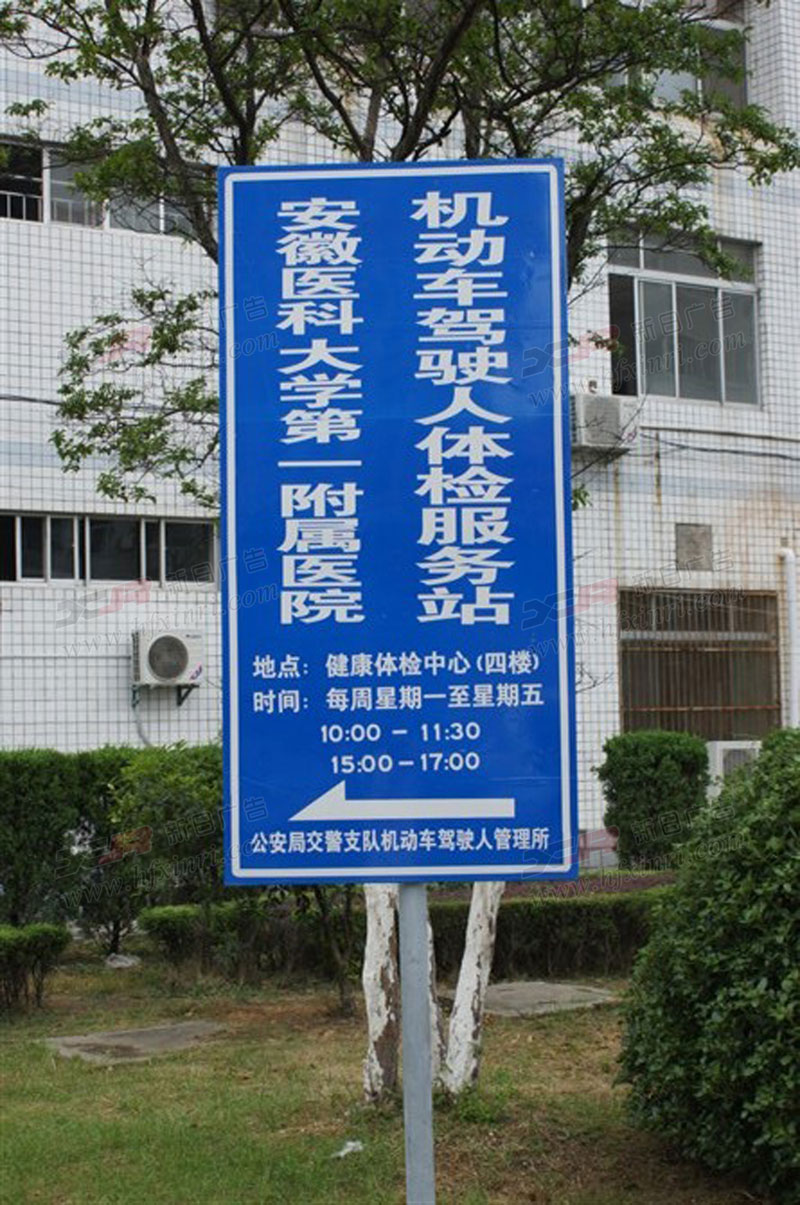 机动车驾驶人体检服务站
安徽医科大学第一附属医院
地点：健康体检中心(四楼)
时间：每周星期一至星期五
10:00 - 11:30
15:00 - 17:00
公安局交警支队机动车驾驶人管理所